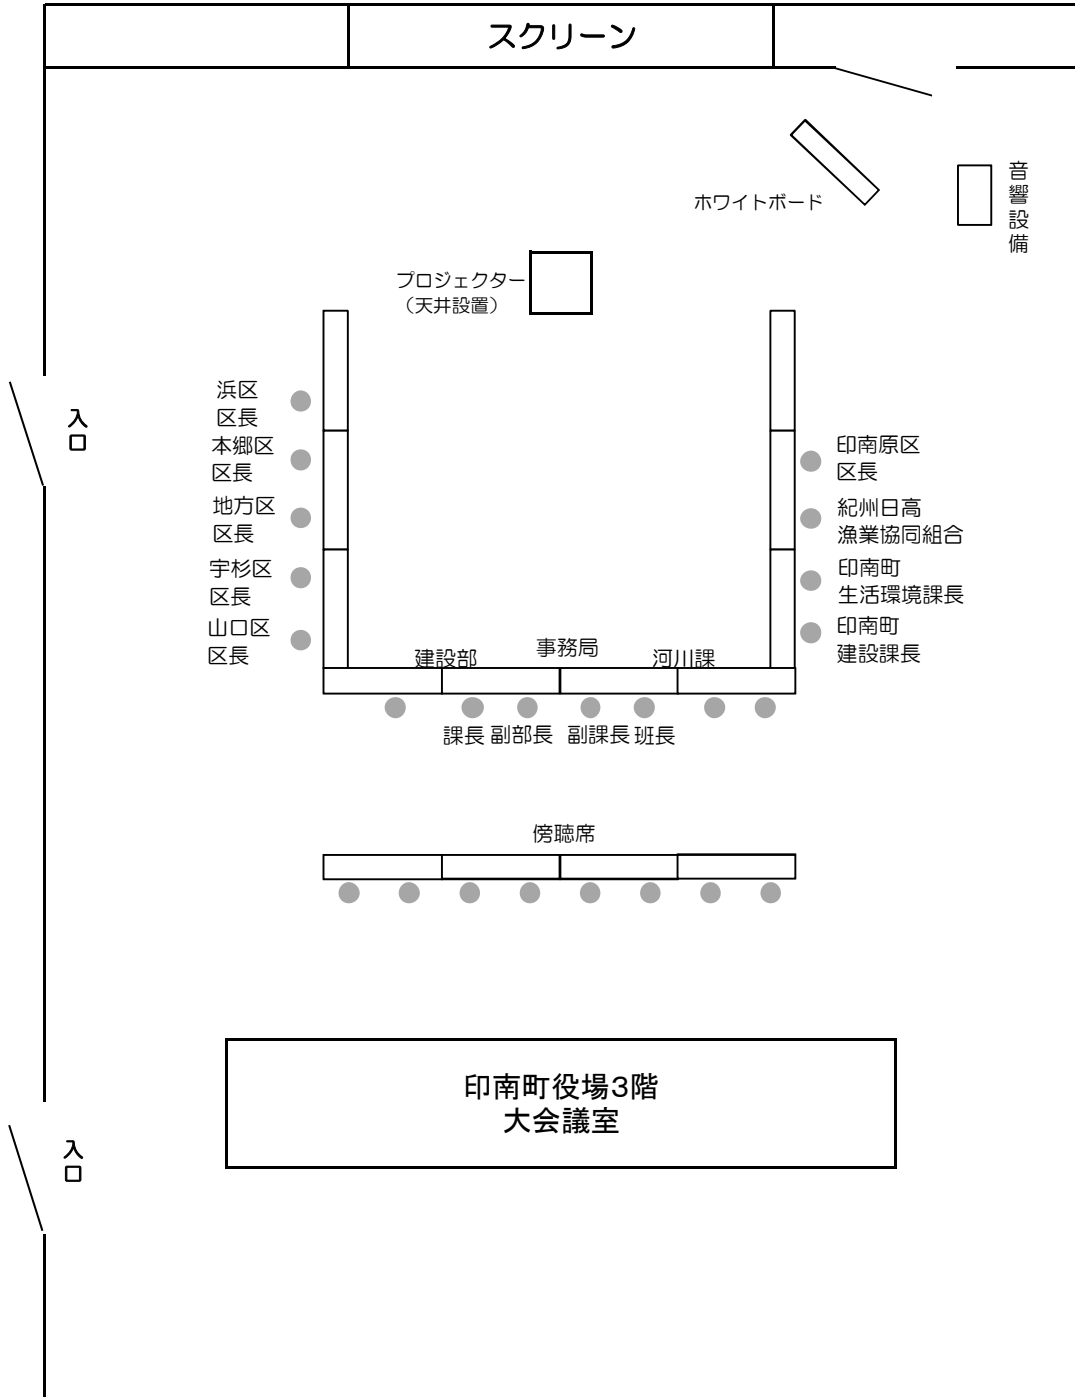 スクリーン
音響設備
ホワイトボード
プロジェクター
（天井設置）
入口
浜区
区長
本郷区
区長
地方区
区長
宇杉区
区長
山口区
区長
印南原区
区長
紀州日高
漁業協同組合
印南町
生活環境課長
印南町
建設課長
建設部
事務局
河川課
課長 副部長 副課長 班長
傍聴席
印南町役場3階
大会議室
入口